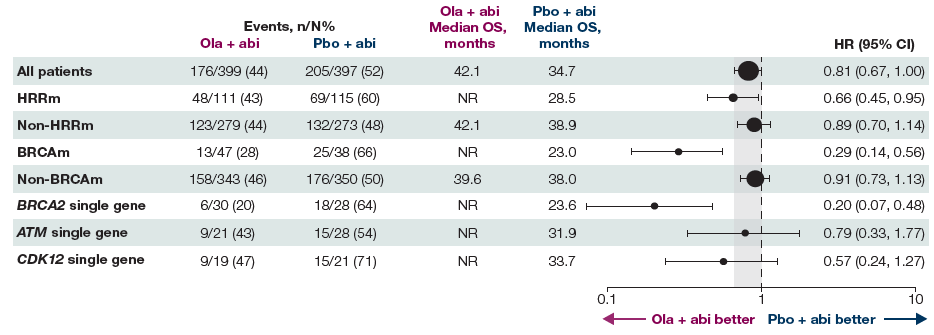 Events, n/N%
Ola + abi Pbo + abi
Ola + abi
Median OS,
months
Pbo + abi
Median OS,
months
HR (95% CI)
All patients 176/399 (44) 205/397 (52) 42.1 34.7 0.81 (0.67, 1.00)
HRRm 48/111 (43) 69/115 (60) NR 28.5 0.66 (0.45, 0.95)
Non-HRRm 123/279 (44) 132/273 (48) 42.1 38.9 0.89 (0.70, 1.14)
BRCAm 13/47 (28) 25/38 (66) NR 23.0 0.29 (0.14, 0.56)
Non-BRCAm 158/343 (46) 176/350 (50) 39.6 38.0 0.91 (0.73, 1.13)
BRCA2 single gene 6/30 (20) 18/28 (64) NR 23.6 0.20 (0.07, 0.48)
ATM single gene 9/21 (43) 15/28 (54) NR 31.9 0.79 (0.33, 1.77)
CDK12 single gene 9/19 (47) 15/21 (71) NR 33.7 0.57 (0.24, 1.27)
0.1 1 10
Ola + abi better Pbo + abi better